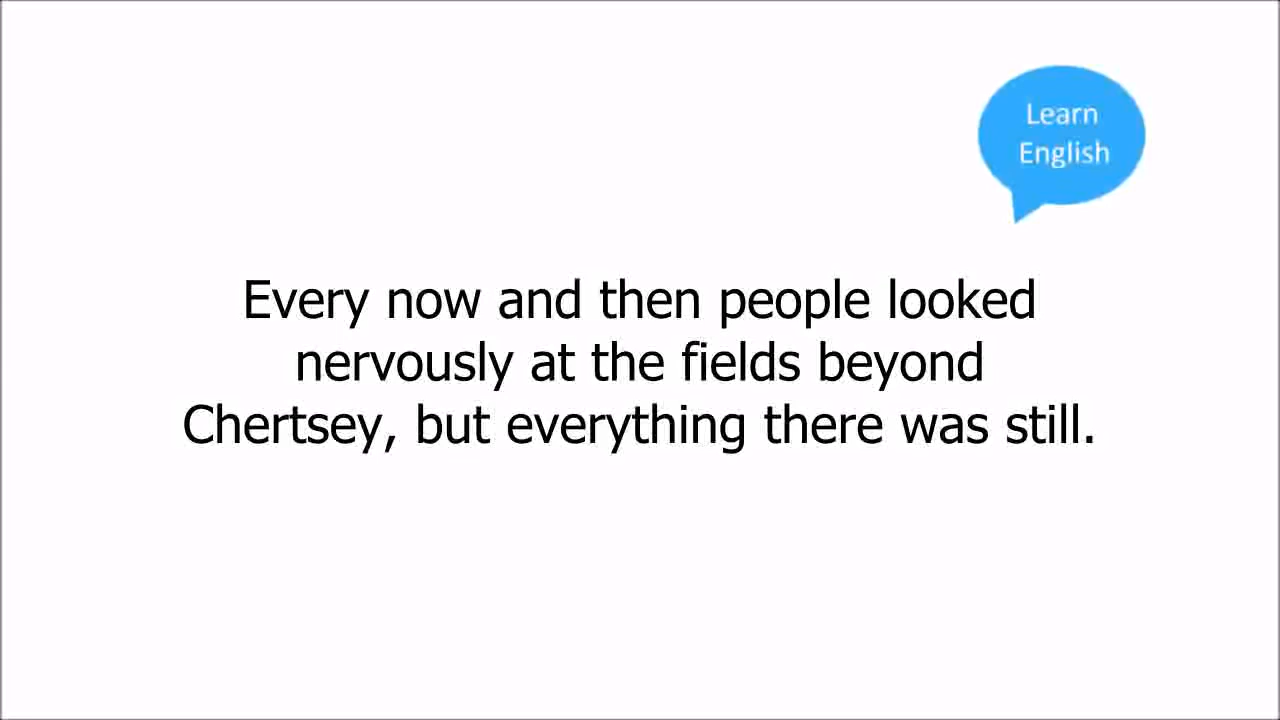 Learn
English
Every now and then people looked
nervously at the fields beyond
Chertsey, but everything there was still.